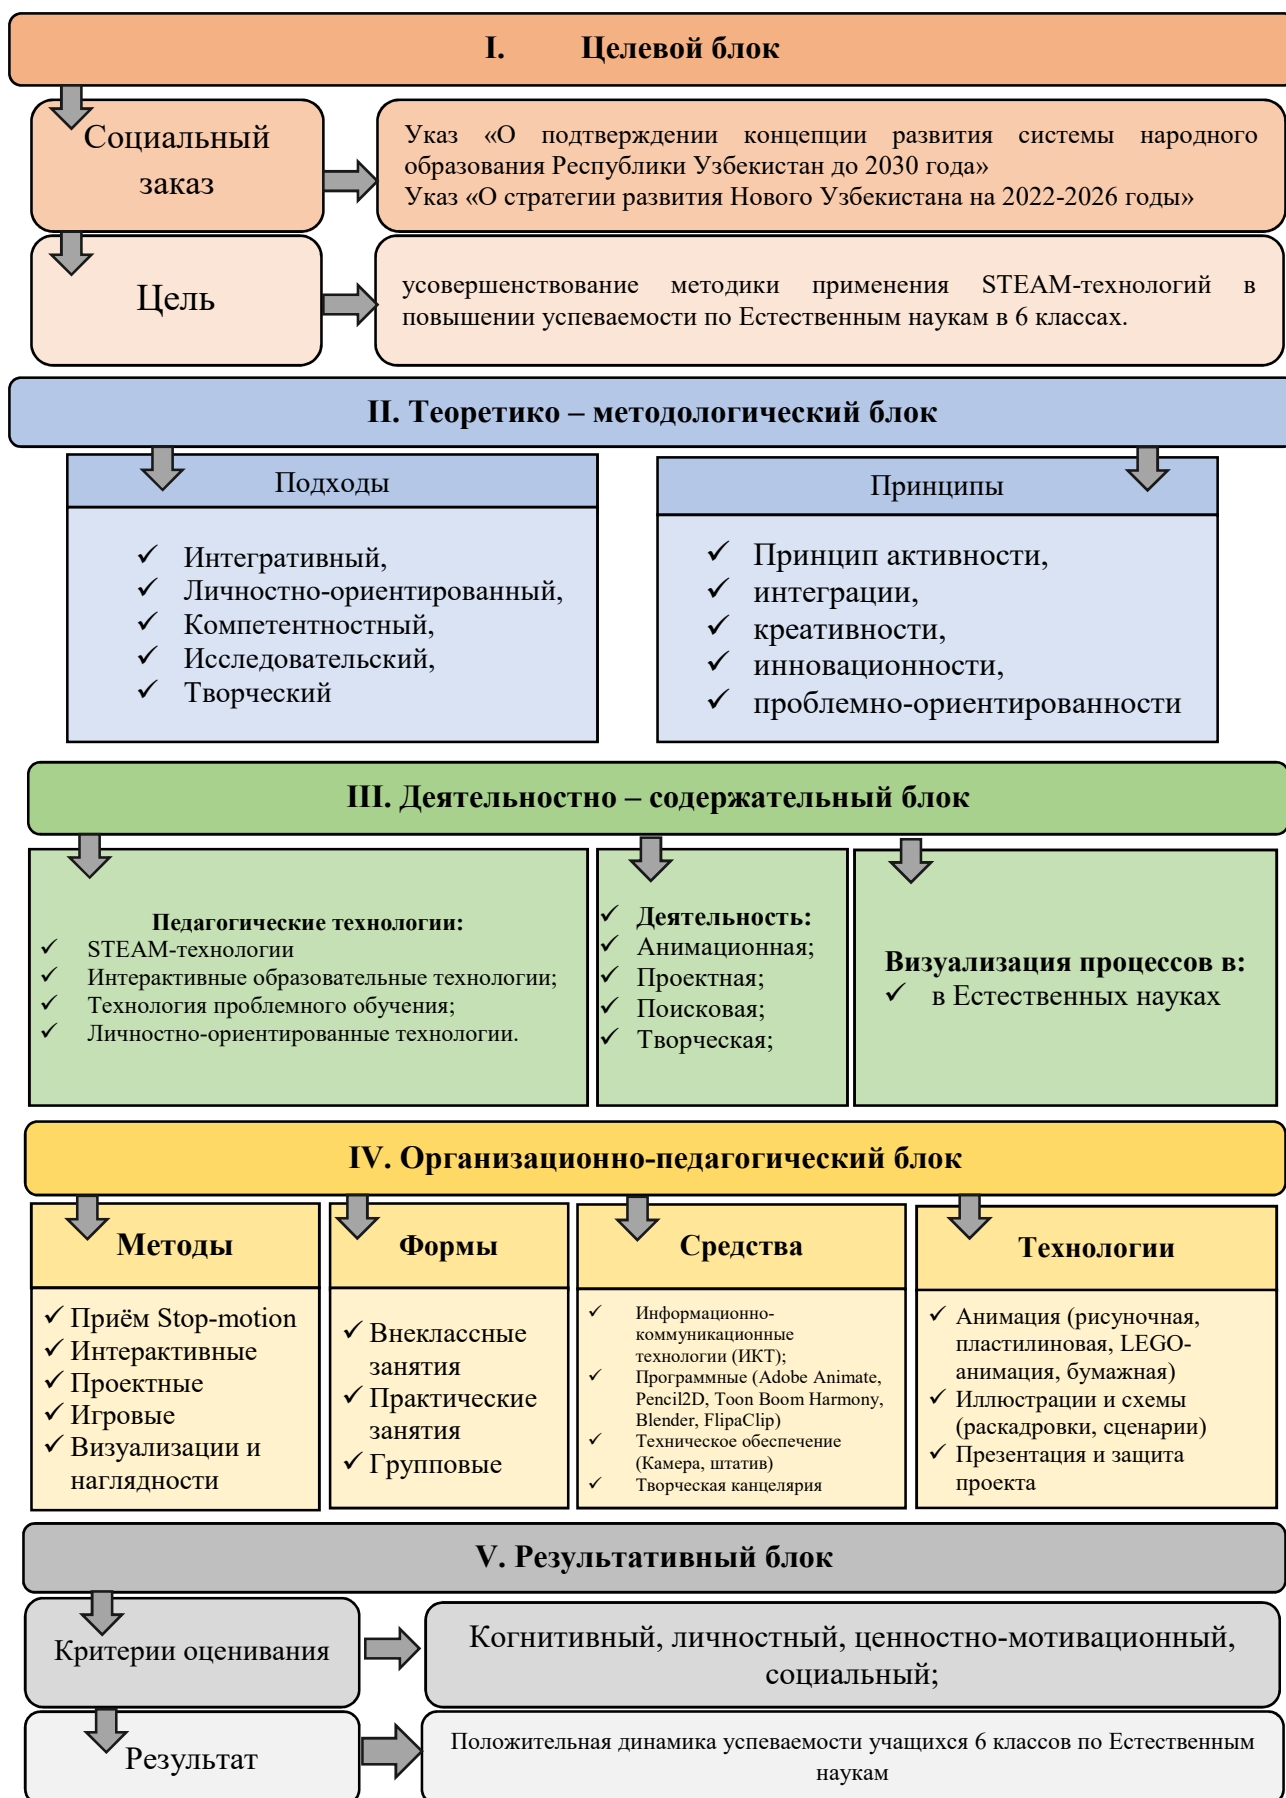 I. Целевой блок
Социальный
заказ
Указ «О подтверждении концепции развития системы народного
образования Республики Узбекистан до 2030 года»
Указ «О стратегии развития Нового Узбекистана на 2022-2026 годы»
Цель
усовершенствование методики применения STEAM-технологий в
повышении успеваемости по Естественным наукам в 6 классах.
II. Теоретико – методологический блок
Подходы
✓ Интегративный,
✓ Личностно-ориентированный,
✓ Компетентностный,
✓ Исследовательский,
✓ Творческий
Принципы
✓ Принцип активности,
✓ интеграции,
✓ креативности,
✓ инновационности,
✓ проблемно-ориентированности
III. Деятельностно – содержательный блок
Педагогические технологии:
✓ STEAM-технологии
✓ Интерактивные образовательные технологии;
✓ Технология проблемного обучения;
✓ Личностно-ориентированные технологии.
✓ Деятельность:
✓ Анимационная;
✓ Проектная;
✓ Поисковая;
✓ Творческая;
Визуализация процессов в:
✓ в Естественных науках
IV. Организационно-педагогический блок
Методы
✓ Приём Stop-motion
✓ Интерактивные
✓ Проектные
✓ Игровые
✓ Визуализации и
наглядности
Формы
✓ Внеклассные
занятия
✓ Практические
занятия
✓ Групповые
Средства
✓ Информационно-
коммуникационные
технологии (ИКТ);
✓ Программные (Adobe Animate,
Pencil2D, Toon Boom Harmony,
Blender, FlipaClip)
✓ Техническое обеспечение
(Камера, штатив)
✓ Творческая канцелярия
Технологии
✓ Анимация (рисуночная,
пластилиновая, LEGO-
анимация, бумажная)
✓ Иллюстрации и схемы
(раскадровки, сценарии)
✓ Презентация и защита
проекта
V. Результативный блок
Критерии оценивания
Когнитивный, личностный, ценностно-мотивационный,
социальный;
Результат
Положительная динамика успеваемости учащихся 6 классов по Естественным
наукам